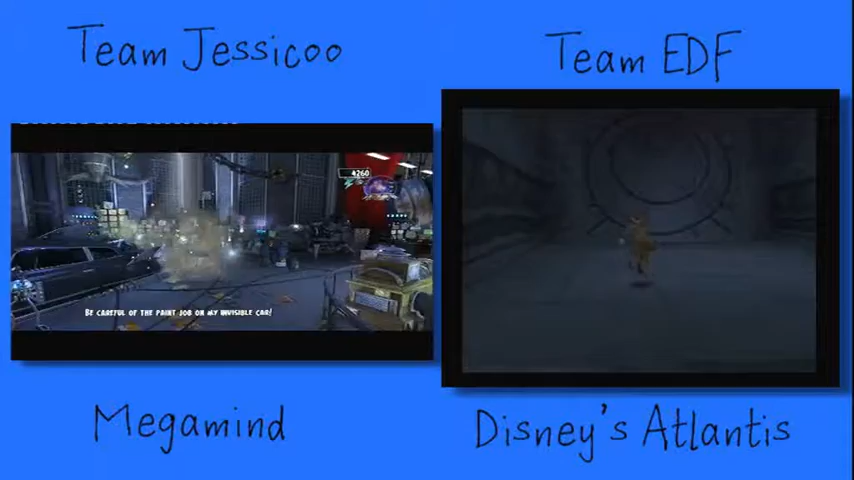 Team Jessicoo
Team EDF
4260
BE CAREFUL OF THE PAINT JOB ON MY INVISIBLE CAR!
Megamind
Disney's Atlantis